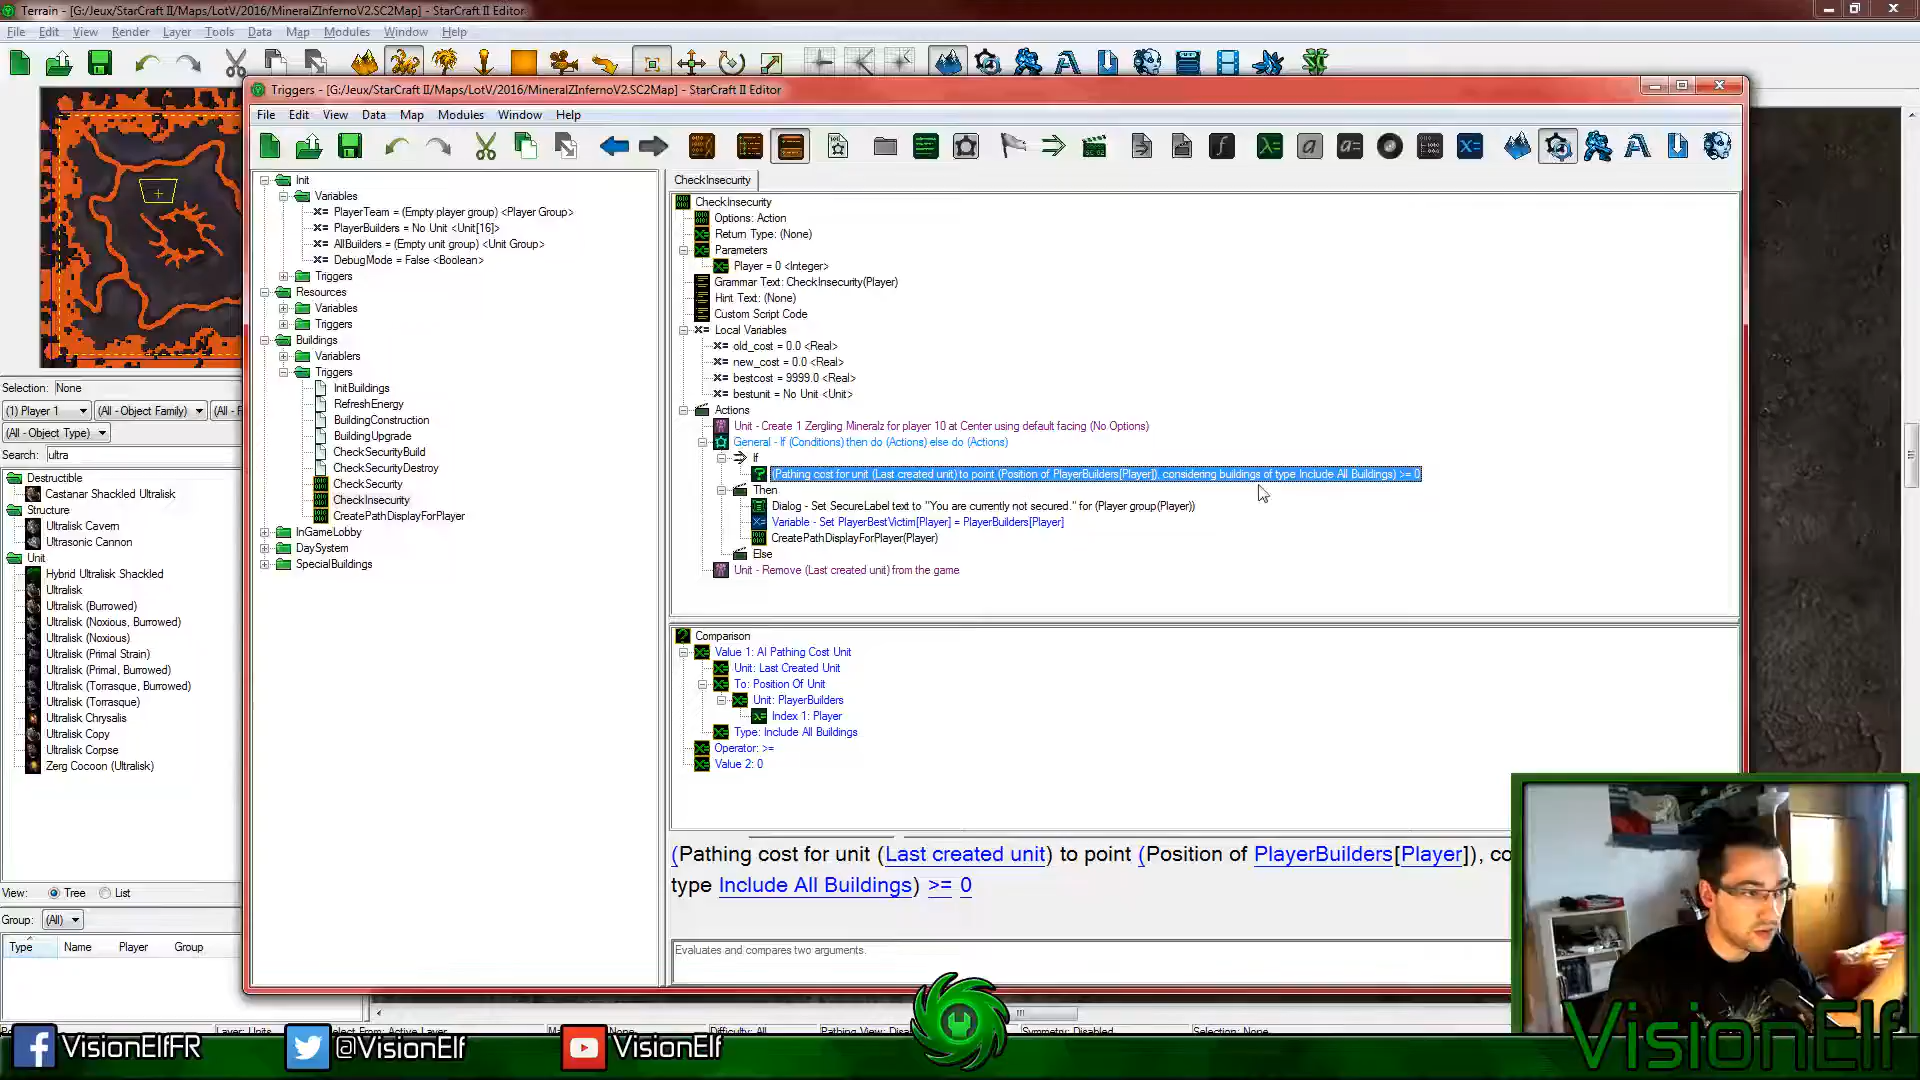 Terrain - [G:/Jeux/StarCraft II/Maps/LotV/2016/MineralZInfernoV2.SC2Map] - StarCraft II Editor
File Edit View Render Layer Tools Data Map Modules Window Help
Triggers - [G:/Jeux/StarCraft II/Maps/LotV/2016/MineralZInfernoV2.SC2Map] - StarCraft II Editor
File Edit View Data Map Modules Window Help
Selection: None
(1) Player 1 (All - Object Family)
(All - Object Type)
Search: ultra
Destructible
Castanar Shackled Ultralisk
Structure
Ultralisk Cavern
Ultrasonic Cannon
Unit
Hybrid Ultralisk Shackled
Ultralisk
Ultralisk (Burrowed)
Ultralisk (Noxious, Burrowed)
Ultralisk (Noxious)
Ultralisk (Primal Strain)
Ultralisk (Primal, Burrowed)
Ultralisk (Torrasque, Burrowed)
Ultralisk (Torrasque)
Ultralisk Chrysalis
Ultralisk Copy
Ultralisk Corpse
Zerg Cocoon (Ultralisk)
View: Tree List
Group: (All)
Type Name Player Group
Init
Variables
PlayerTeam = (Empty player group) <Player Group>
PlayerBuilders = No Unit <Unit[16]>
AllBuilders = (Empty unit group) <Unit Group>
DebugMode = False <Boolean>
Triggers
Resources
Variables
Triggers
Buildings
Variablers
Triggers
InitBuildings
RefreshEnergy
BuildingConstruction
BuildingUpgrade
CheckSecurityBuild
CheckSecurityDestroy
CheckSecurity
CheckInsecurity
CreatePathDisplayForPlayer
InGameLobby
DaySystem
SpecialBuildings
CheckInsecurity
CheckInsecurity
Options: Action
Return Type: (None)
Parameters
Player = 0 <Integer>
Grammar Text: CheckInsecurity(Player)
Hint Text: (None)
Custom Script Code
Local Variables
old_cost = 0.0 <Real>
new_cost = 0.0 <Real>
bestcost = 9999.0 <Real>
bestunit = No Unit <Unit>
Actions
Unit - Create 1 Zergling Mineralz for player 10 at Center using default facing (No Options)
General - If (Conditions) then do (Actions) else do (Actions)
If
(Pathing cost for unit (Last created unit) to point (Position of PlayerBuilders[Player]), considering buildings of type Include All Buildings) >= 0
Then
Dialog - Set SecureLabel text to "You are currently not secured." for (Player group(Player))
Variable - Set PlayerBestVictim[Player] = PlayerBuilders[Player]
CreatePathDisplayForPlayer(Player)
Else
Unit - Remove (Last created unit) from the game
Comparison
Value 1: AI Pathing Cost Unit
Unit: Last Created Unit
To: Position Of Unit
Unit: PlayerBuilders
Index 1: Player
Type: Include All Buildings
Operator: >=
Value 2: 0
(Pathing cost for unit (Last created unit) to point (Position of PlayerBuilders[Player]), co
type Include All Buildings) >= 0
Evaluates and compares two arguments.
VisionElfFR @VisionElf VisionElf
VisionElf